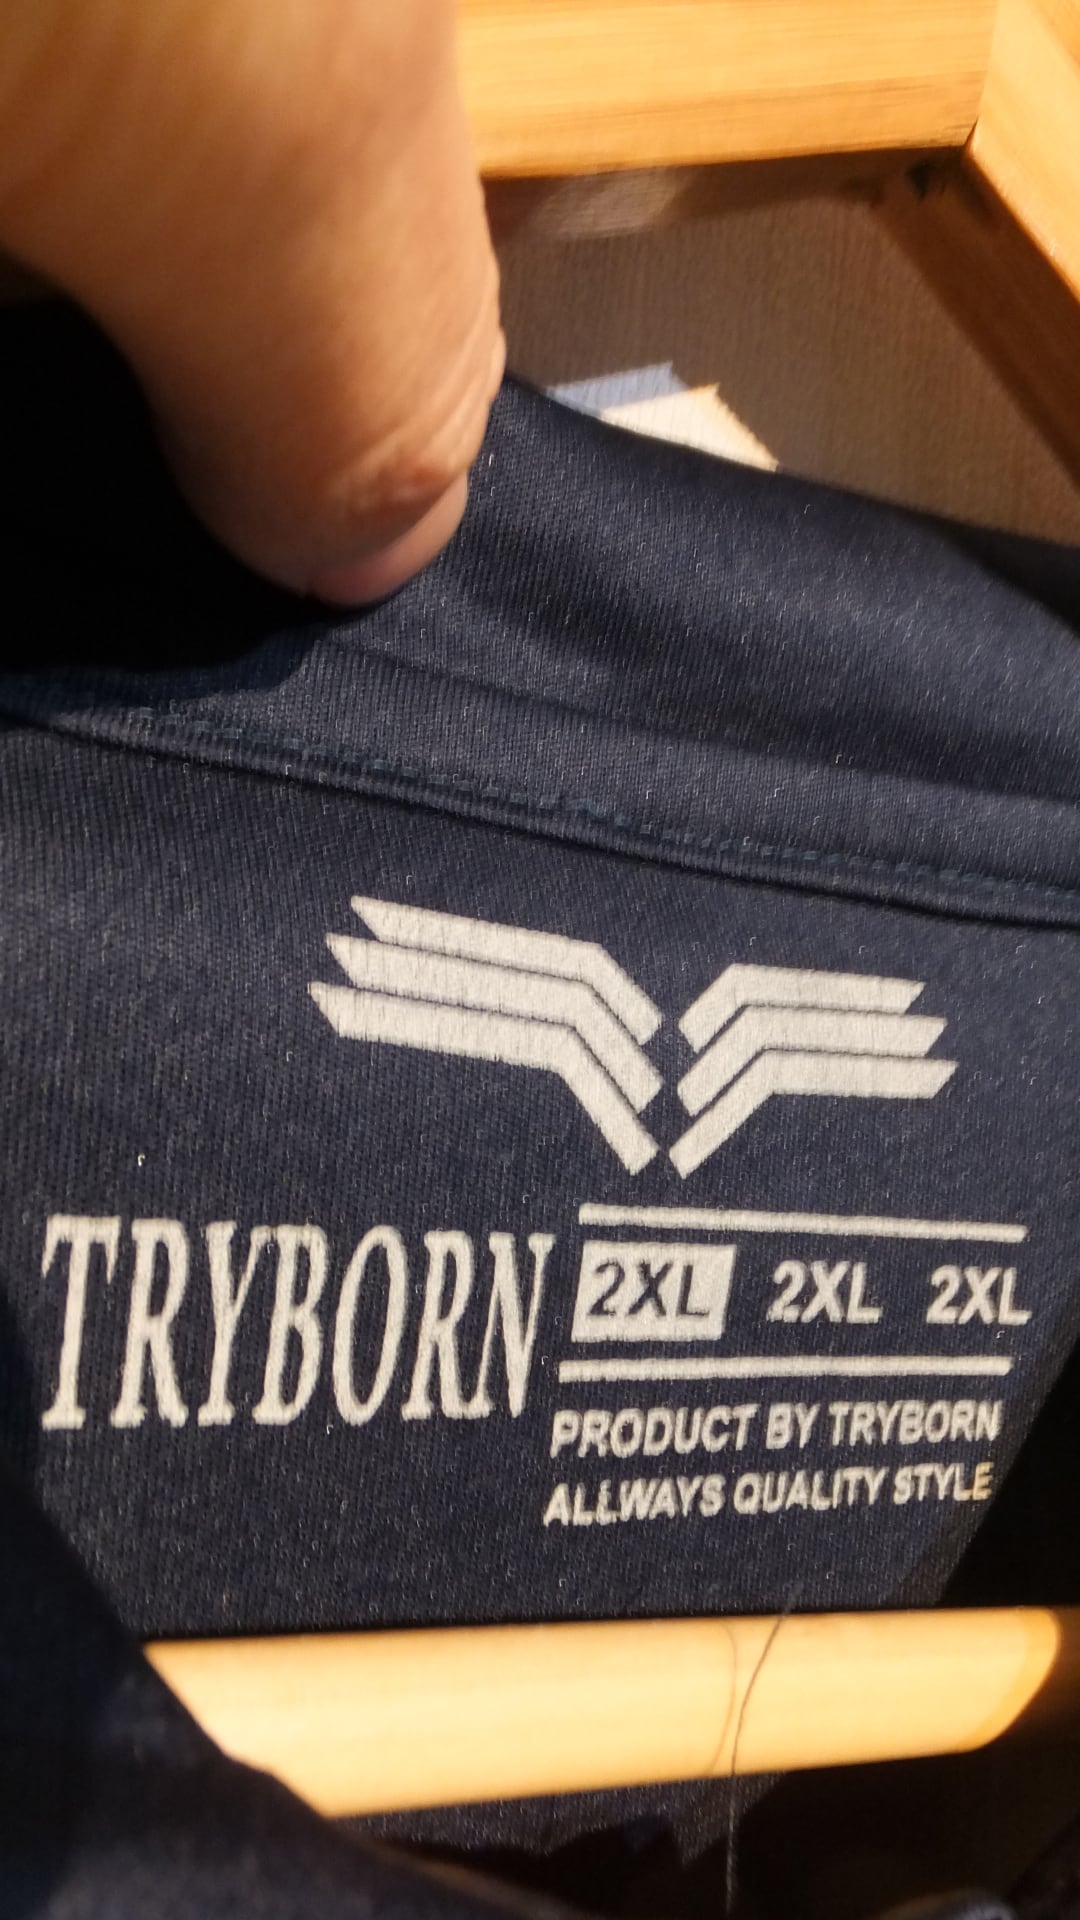 TRYBORN
2XL 2XL 2XL
PRODUCT BY TRYBORN
ALLWAYS QUALITY STYLE